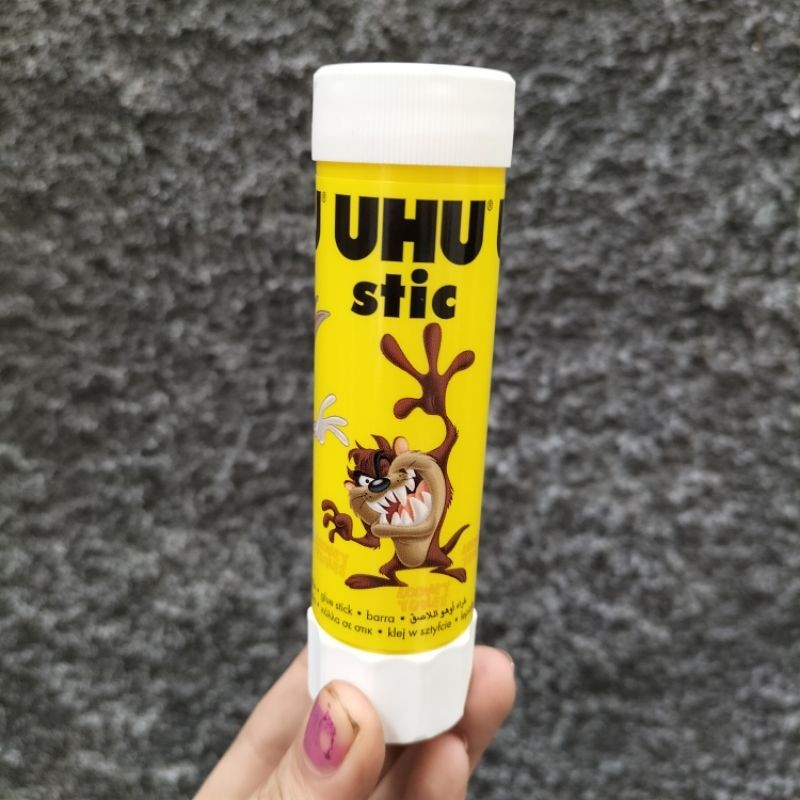 UHU®
stic
• glue stick • barra • غراء أوهو اللاصق
κόλλα σε στικ • klej w sztyfcie •